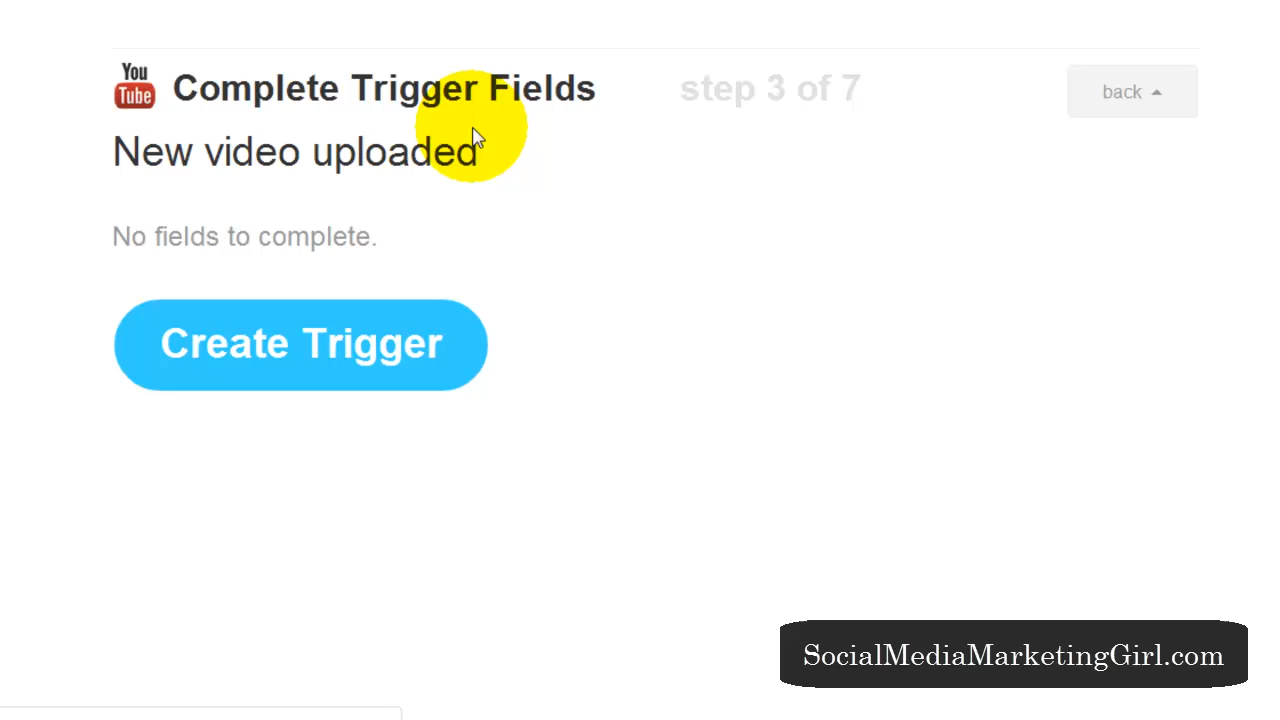 You
Tube
Complete Trigger Fields
step 3 of 7
back
New video uploaded
No fields to complete.
Create Trigger
SocialMediaMarketingGirl.com